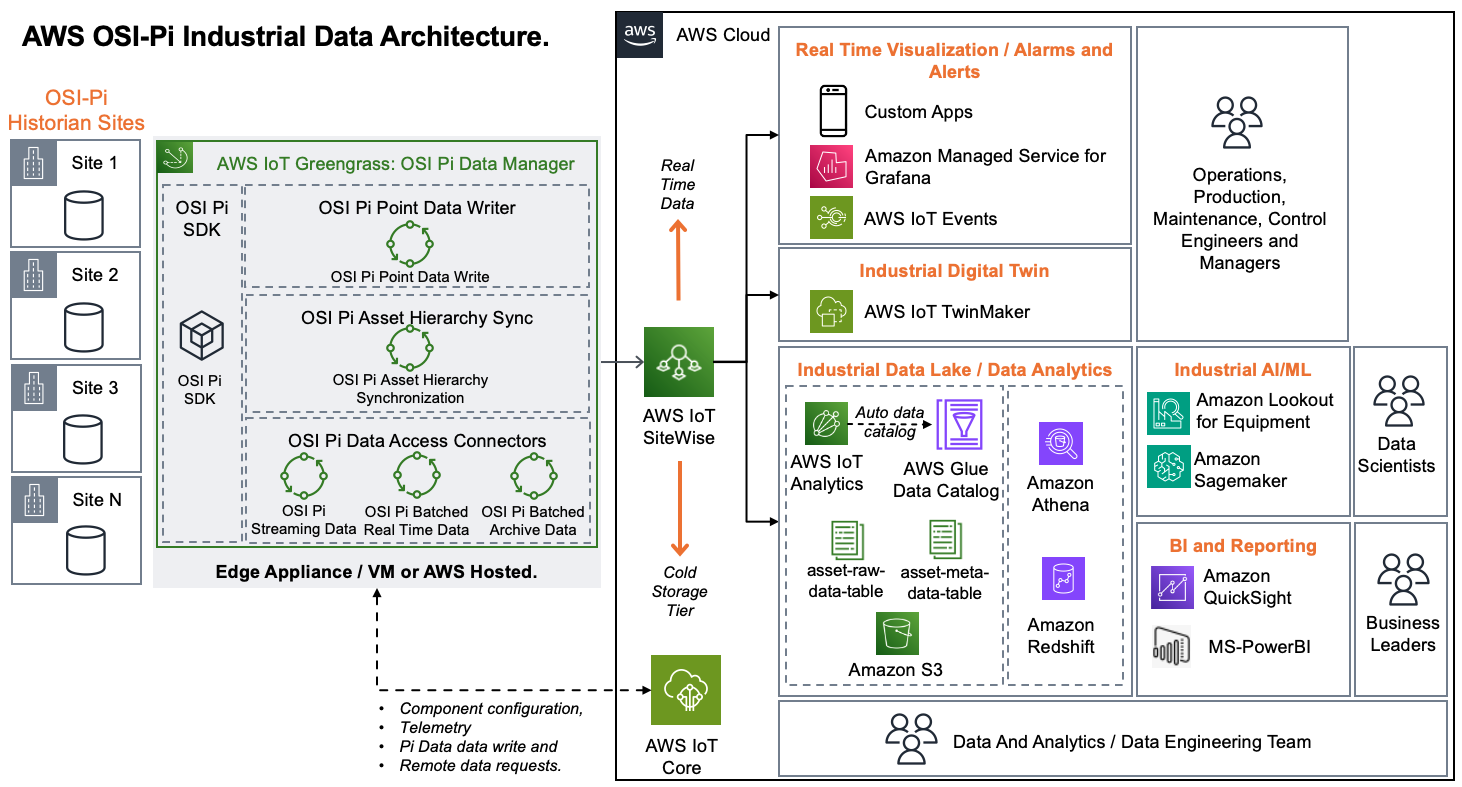 AWS OSI-Pi Industrial Data Architecture.
OSI-Pi
Historian Sites
Site 1
Site 2
Site 3
Site N
AWS IoT Greengrass: OSI Pi Data Manager
OSI Pi
SDK
OSI Pi
SDK
OSI Pi Point Data Writer
OSI Pi Point Data Write
OSI Pi Asset Hierarchy Sync
OSI Pi Asset Hierarchy
Synchronization
OSI Pi Data Access Connectors
OSI Pi
Streaming Data
OSI Pi Batched
Real Time Data
OSI Pi Batched
Archive Data
Edge Appliance / VM or AWS Hosted.
• Component configuration,
• Telemetry
• Pi Data data write and
• Remote data requests.
aws
AWS Cloud
Real
Time
Data
AWS IoT
SiteWise
Cold
Storage
Tier
AWS IoT
Core
Real Time Visualization / Alarms and
Alerts
Custom Apps
Amazon Managed Service for
Grafana
AWS IoT Events
Industrial Digital Twin
AWS IoT TwinMaker
Operations,
Production,
Maintenance, Control
Engineers and
Managers
Industrial Data Lake / Data Analytics
Auto data
catalog
AWS IoT
Analytics
AWS Glue
Data Catalog
asset-raw-
data-table
asset-meta-
data-table
Amazon S3
Amazon
Athena
Amazon
Redshift
Industrial AI/ML
Amazon Lookout
for Equipment
Amazon
Sagemaker
Data
Scientists
BI and Reporting
Amazon
QuickSight
MS-PowerBI
Business
Leaders
Data And Analytics / Data Engineering Team